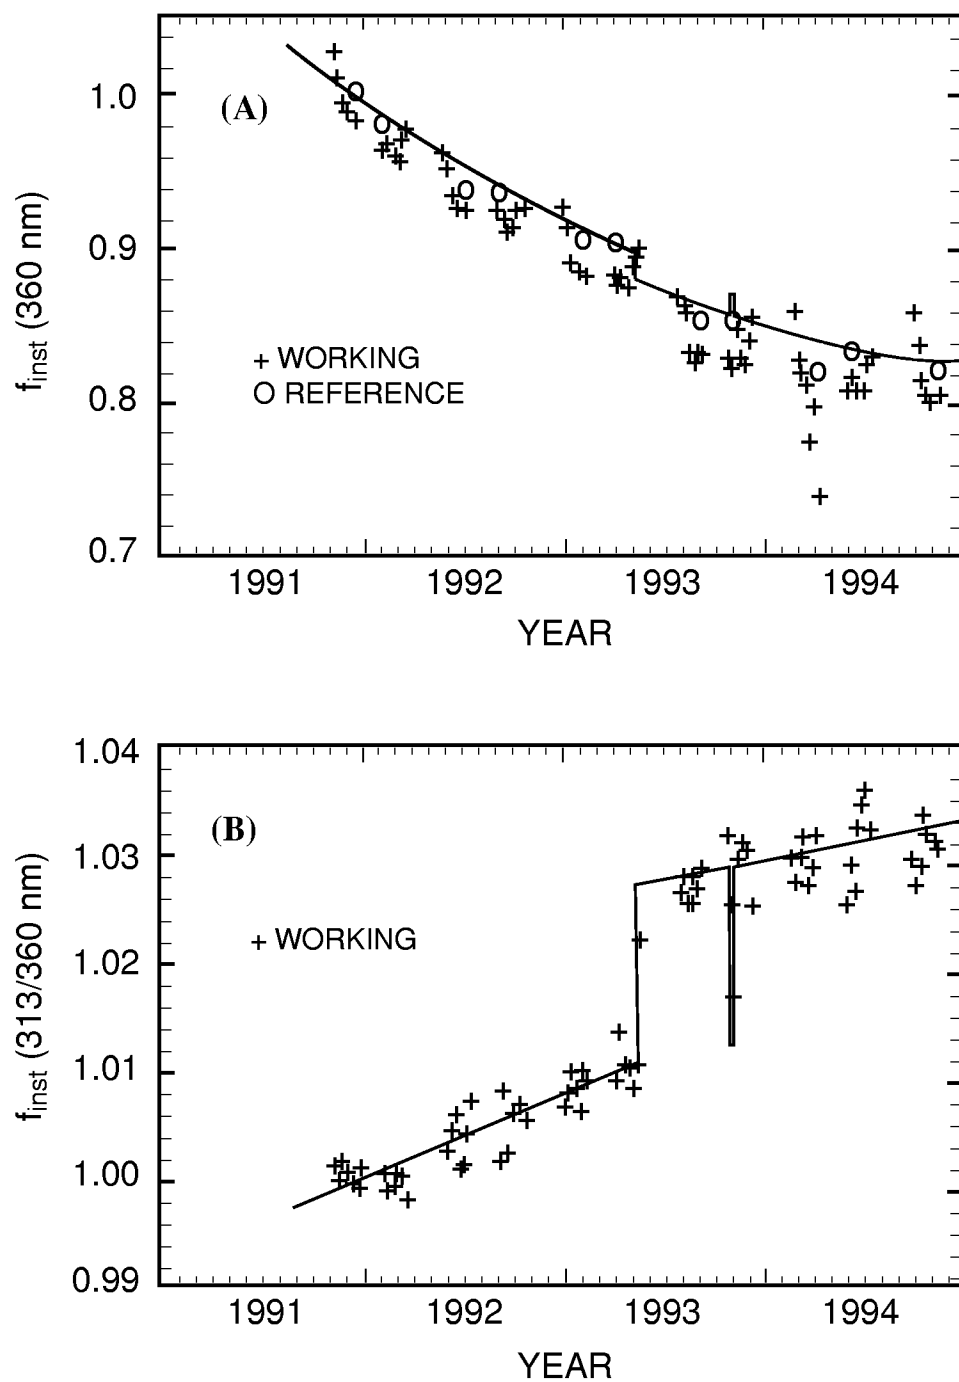 (A)
1.0
0.9
0.8
0.7
f_inst (360 nm)
+ WORKING
O REFERENCE
1991 1992 1993 1994
YEAR
1.04
(B)
1.03
+ WORKING
1.02
1.01
1.00
0.99
f_inst (313/360 nm)
1991 1992 1993 1994
YEAR